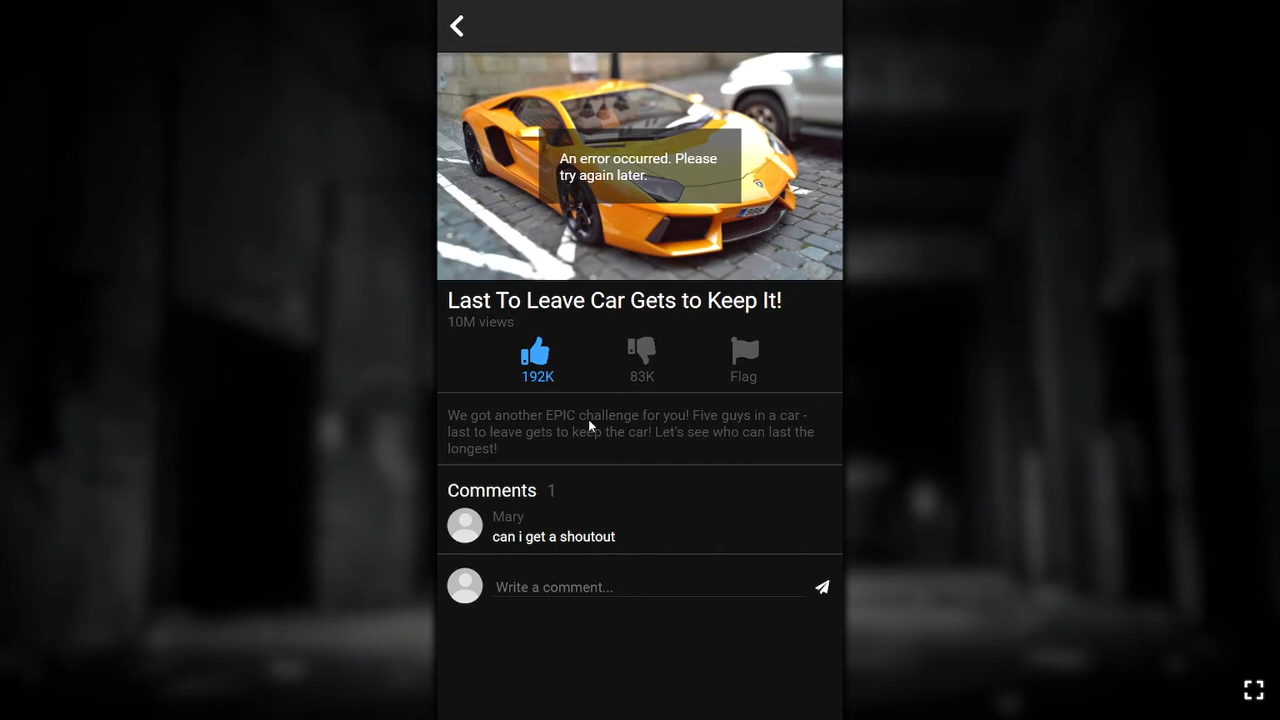 An error occurred. Please
try again later.
Last To Leave Car Gets to Keep It!
10M views
192K
83K
Flag
We got another EPIC challenge for you! Five guys in a car -
last to leave gets to keep the car! Let's see who can last the
longest!
Comments 1
Mary
can i get a shoutout
Write a comment...